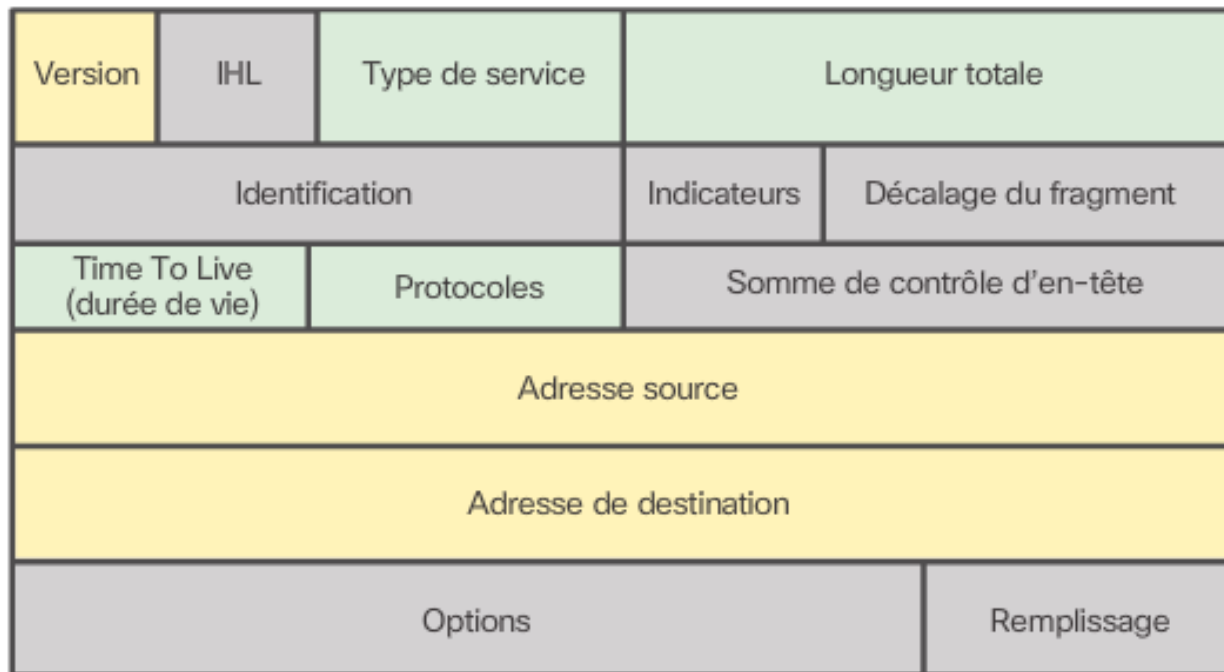 Version
IHL
Type de service
Longueur totale
Identification
Indicateurs
Décalage du fragment
Time To Live
(durée de vie)
Protocoles
Somme de contrôle d'en-tête
Adresse source
Adresse de destination
Options
Remplissage